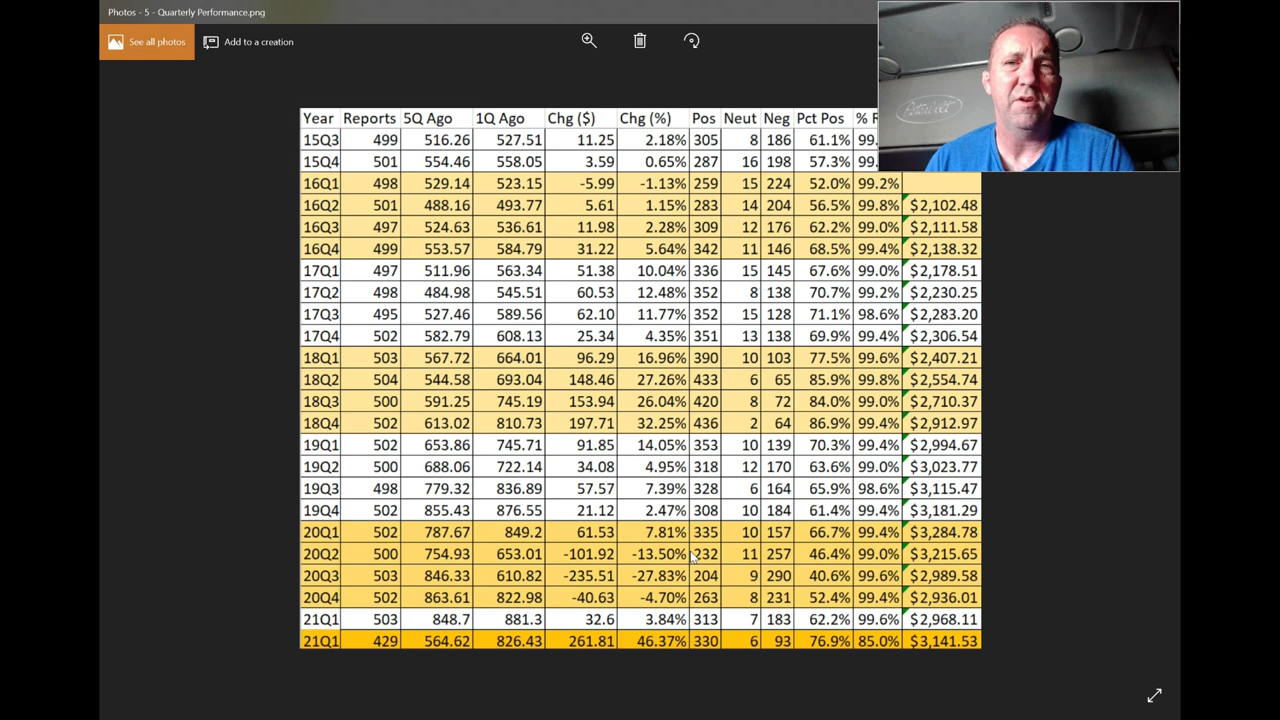 Photos - 5 - Quarterly Performance.png
See all photos Add to a creation
Peterbilt
Year Reports 5Q Ago 1Q Ago Chg ($) Chg (%) Pos Neut Neg Pct Pos %
15Q3 499 516.26 527.51 11.25 2.18% 305 8 186 61.1% 99.
15Q4 501 554.46 558.05 3.59 0.65% 287 16 198 57.3% 99.
16Q1 498 529.14 523.15 -5.99 -1.13% 259 15 224 52.0% 99.2%
16Q2 501 488.16 493.77 5.61 1.15% 283 14 204 56.5% 99.8% $2,102.48
16Q3 497 524.63 536.61 11.98 2.28% 309 12 176 62.2% 99.0% $2,111.58
16Q4 499 553.57 584.79 31.22 5.64% 342 11 146 68.5% 99.4% $2,138.32
17Q1 497 511.96 563.34 51.38 10.04% 336 15 145 67.6% 99.0% $2,178.51
17Q2 498 484.98 545.51 60.53 12.48% 352 8 138 70.7% 99.2% $2,230.25
17Q3 495 527.46 589.56 62.10 11.77% 352 15 128 71.1% 98.6% $2,283.20
17Q4 502 582.79 608.13 25.34 4.35% 351 13 138 69.9% 99.4% $2,306.54
18Q1 503 567.72 664.01 96.29 16.96% 390 10 103 77.5% 99.6% $2,407.21
18Q2 504 544.58 693.04 148.46 27.26% 433 6 65 85.9% 99.8% $2,554.74
18Q3 500 591.25 745.19 153.94 26.04% 420 8 72 84.0% 99.0% $2,710.37
18Q4 502 613.02 810.73 197.71 32.25% 436 2 64 86.9% 99.4% $2,912.97
19Q1 502 653.86 745.71 91.85 14.05% 353 10 139 70.3% 99.4% $2,994.67
19Q2 500 688.06 722.14 34.08 4.95% 318 12 170 63.6% 99.0% $3,023.77
19Q3 498 779.32 836.89 57.57 7.39% 328 6 164 65.9% 98.6% $3,115.47
19Q4 502 855.43 876.55 21.12 2.47% 308 10 184 61.4% 99.4% $3,181.29
20Q1 502 787.67 849.2 61.53 7.81% 335 10 157 66.7% 99.4% $3,284.78
20Q2 500 754.93 653.01 -101.92 -13.50% 232 11 257 46.4% 99.0% $3,215.65
20Q3 503 846.33 610.82 -235.51 -27.83% 204 9 290 40.6% 99.6% $2,989.58
20Q4 502 863.61 822.98 -40.63 -4.70% 263 8 231 52.4% 99.4% $2,936.01
21Q1 503 848.7 881.3 32.6 3.84% 313 7 183 62.2% 99.6% $2,968.11
21Q1 429 564.62 826.43 261.81 46.37% 330 6 93 76.9% 85.0% $3,141.53